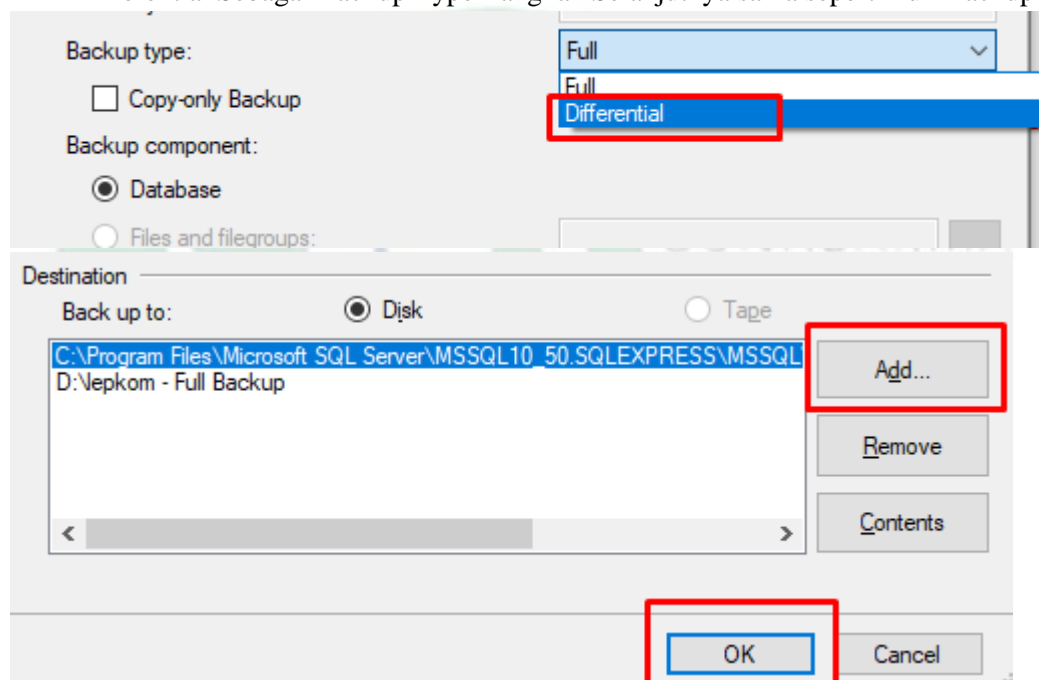 Backup type:
Full
Copy-only Backup
Full
Differential
Backup component:
Database
Files and filegroups:
Destination
Back up to:
Disk
Tape
C:\Program Files\Microsoft SQL Server\MSSQL10_50.SQLEXPRESS\MSSQL\
D:\lepkom - Full Backup
Add...
Remove
Contents
OK
Cancel